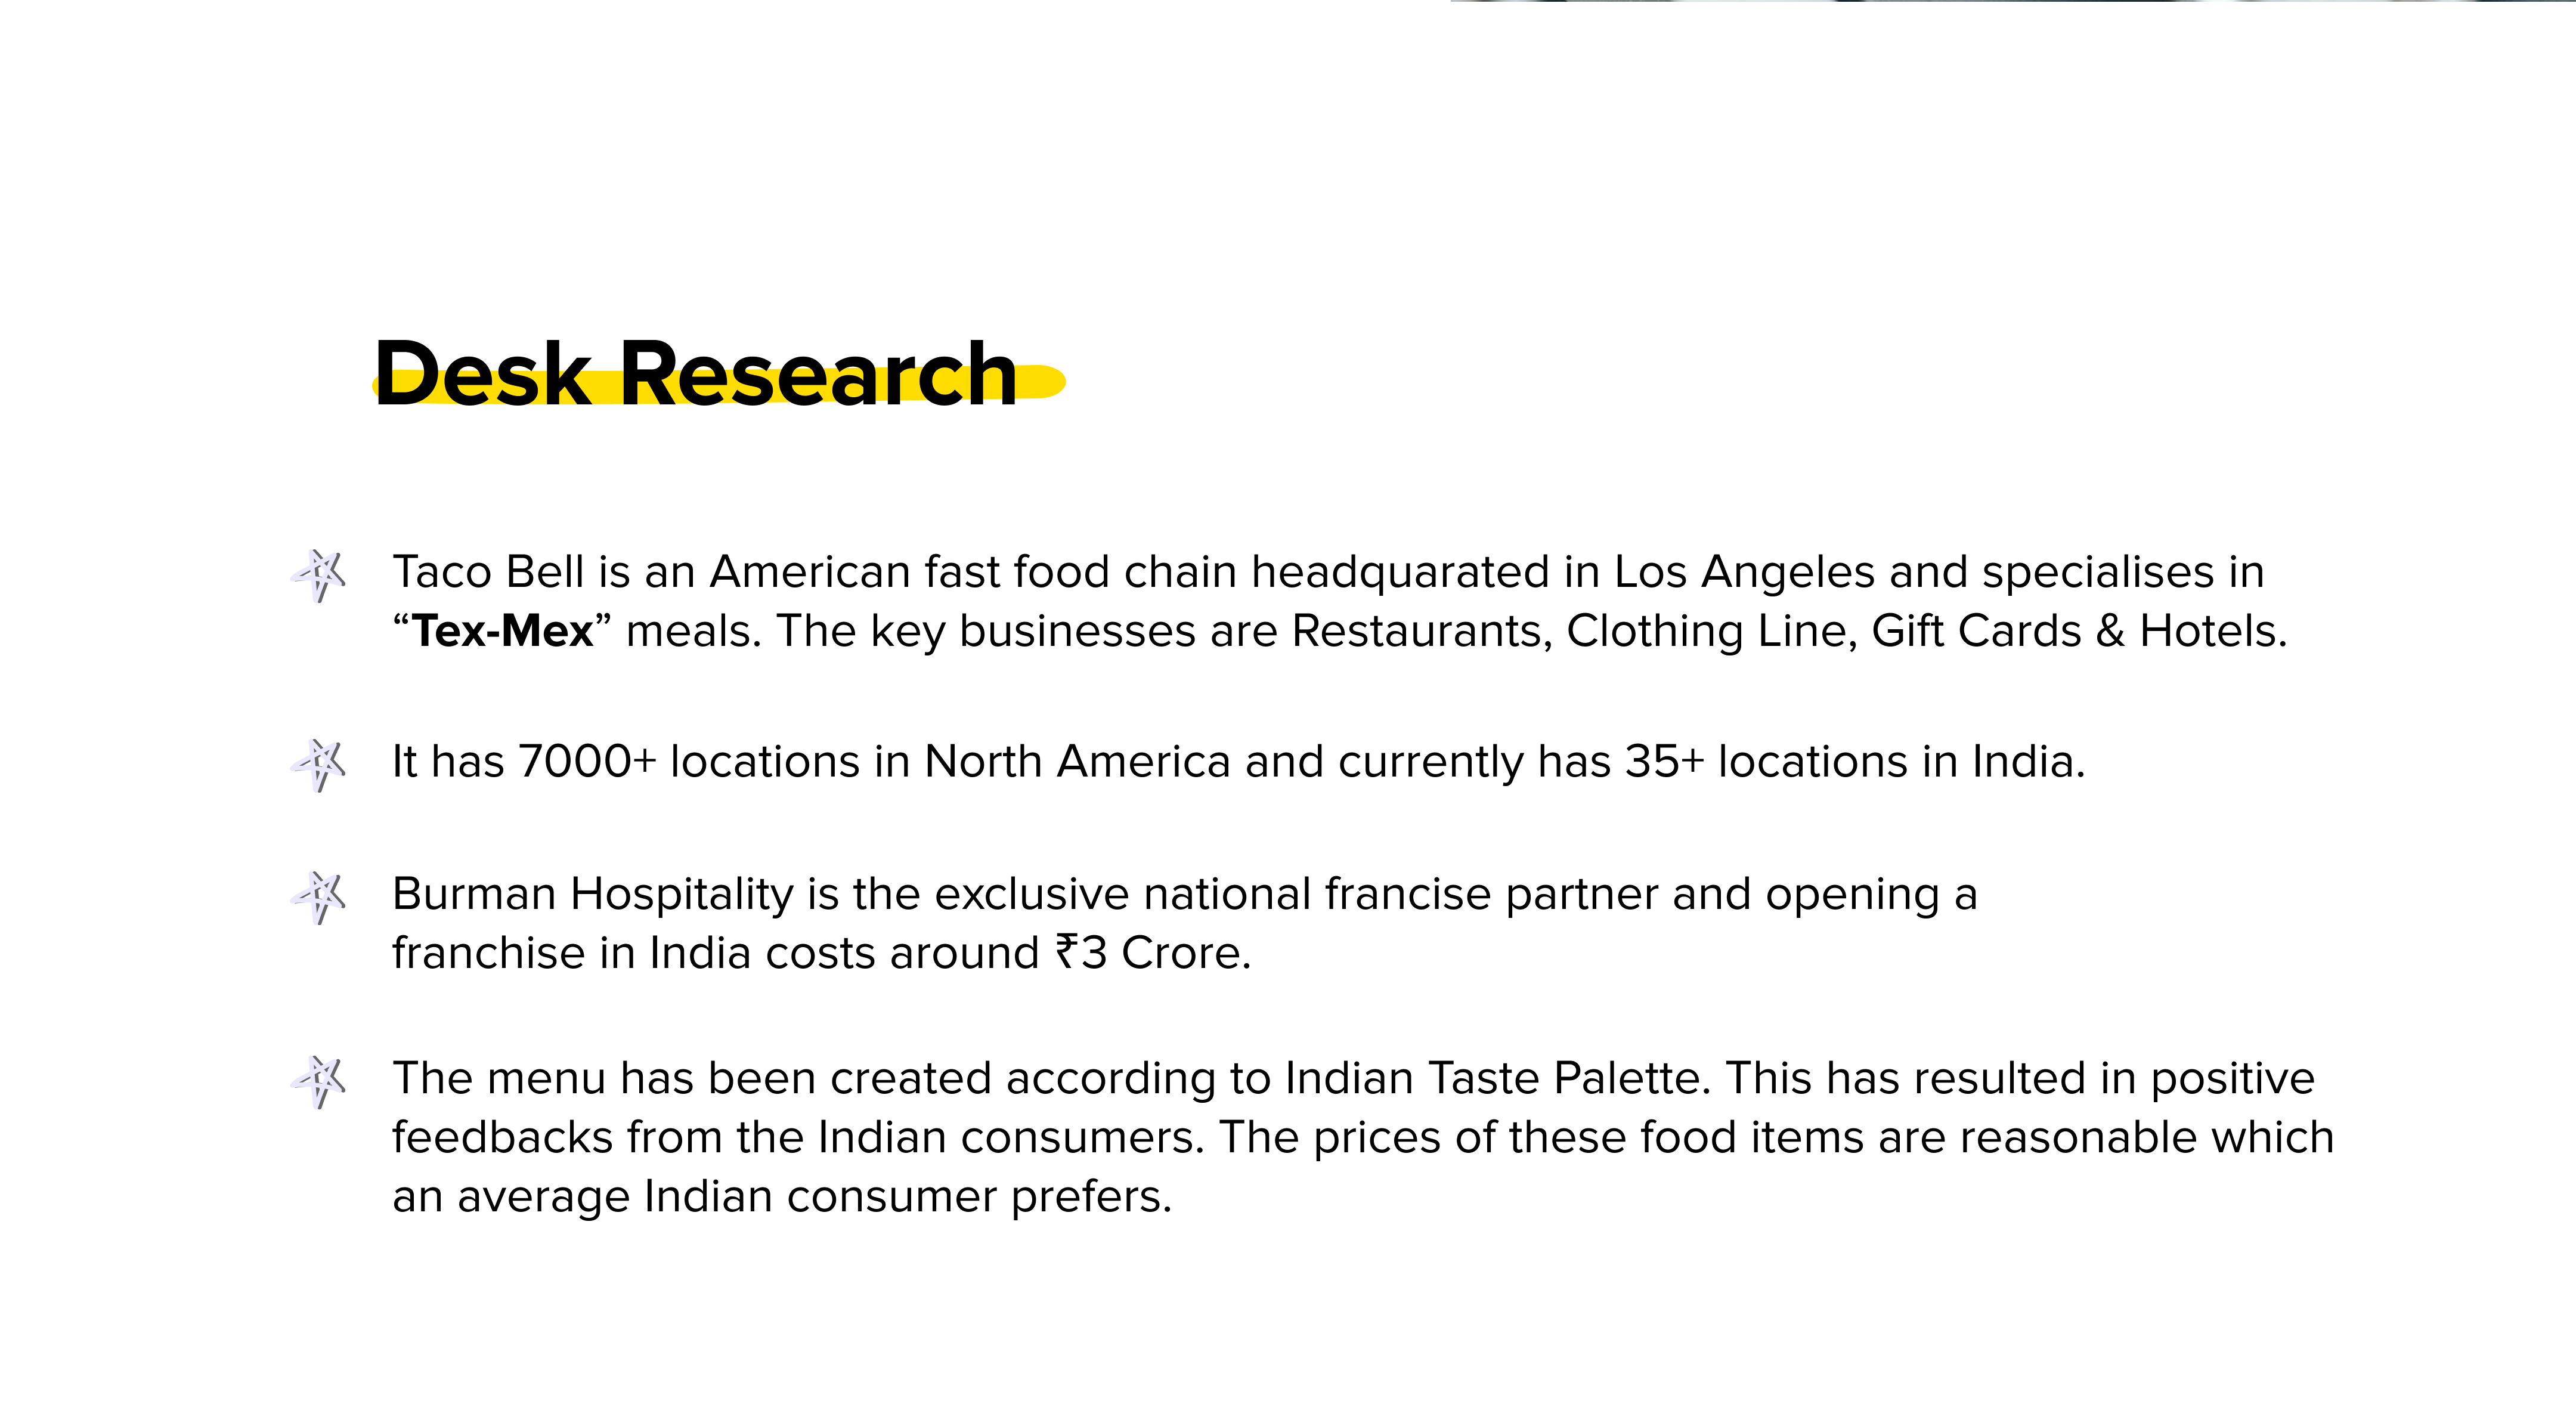 Desk Research
Taco Bell is an American fast food chain headquarated in Los Angeles and specialises in
“Tex-Mex” meals. The key businesses are Restaurants, Clothing Line, Gift Cards & Hotels.
It has 7000+ locations in North America and currently has 35+ locations in India.
Burman Hospitality is the exclusive national francise partner and opening a
franchise in India costs around ₹3 Crore.
The menu has been created according to Indian Taste Palette. This has resulted in positive
feedbacks from the Indian consumers. The prices of these food items are reasonable which
an average Indian consumer prefers.